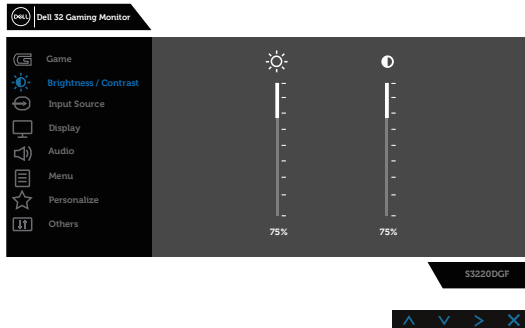 DELL
Dell 32 Gaming Monitor
Game
Brightness / Contrast
Input Source
Display
Audio
Menu
Personalize
Others
75%
75%
S3220DGF